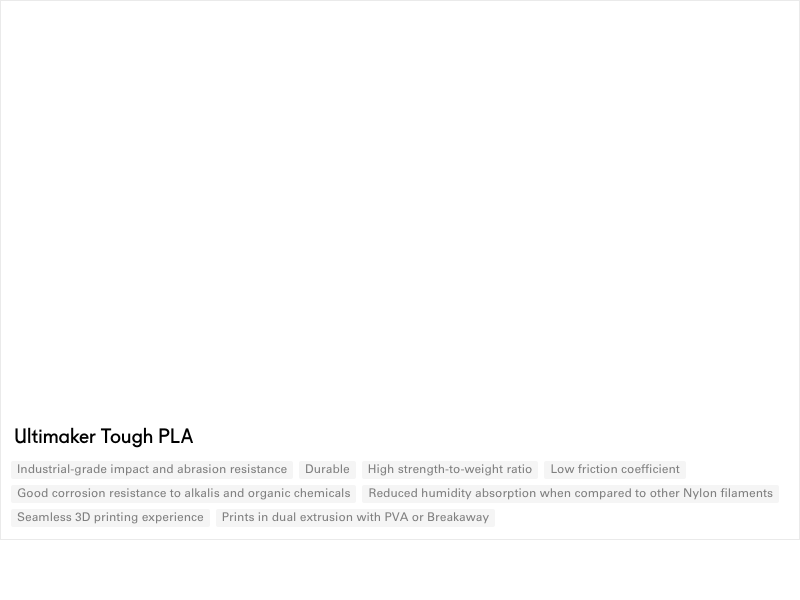 Ultimaker Tough PLA
Industrial-grade impact and abrasion resistance Durable High strength-to-weight ratio Low friction coefficient
Good corrosion resistance to alkalis and organic chemicals Reduced humidity absorption when compared to other Nylon filaments
Seamless 3D printing experience Prints in dual extrusion with PVA or Breakaway